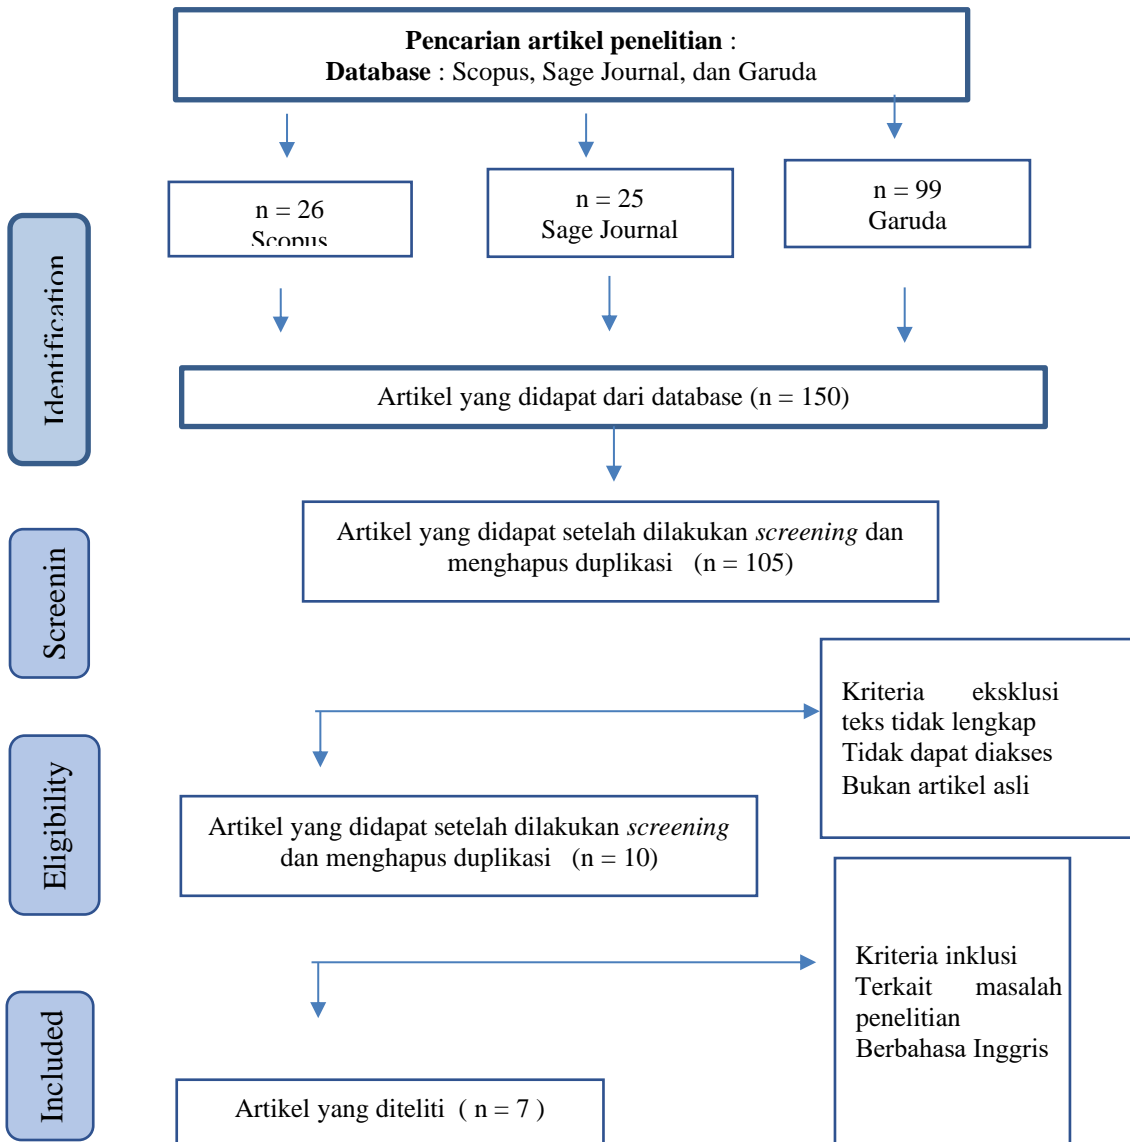 Pencarian artikel penelitian :
Database : Scopus, Sage Journal, dan Garuda
n = 26
Scopus
n = 25
Sage Journal
n = 99
Garuda
Identification
Artikel yang didapat dari database (n = 150)
Artikel yang didapat setelah dilakukan screening dan
menghapus duplikasi (n = 105)
Screenin
Kriteria eksklusi
teks tidak lengkap
Tidak dapat diakses
Bukan artikel asli
Eligibility
Artikel yang didapat setelah dilakukan screening
dan menghapus duplikasi (n = 10)
Kriteria inklusi
Terkait masalah
penelitian
Berbahasa Inggris
Included
Artikel yang diteliti ( n = 7 )